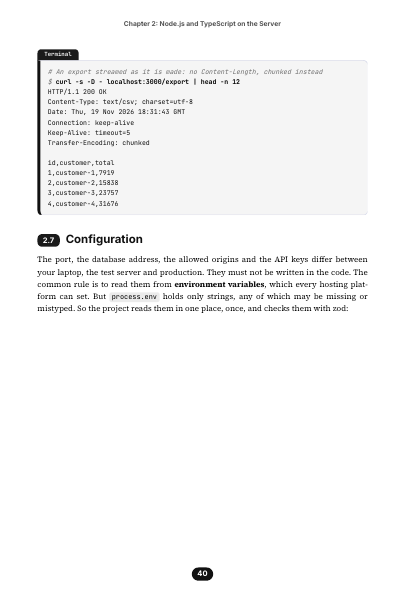 Chapter 2: Node.js and TypeScript on the Server
Terminal
# An export streamed as it is made: no Content-Length, chunked instead
$ curl -s -D - localhost:3000/export | head -n 12
HTTP/1.1 200 OK
Content-Type: text/csv; charset=utf-8
Date: Thu, 19 Nov 2026 18:31:43 GMT
Connection: keep-alive
Keep-Alive: timeout=5
Transfer-Encoding: chunked
id,customer,total
1,customer-1,7919
2,customer-2,15838
3,customer-3,23757
4,customer-4,31676
2.7 Configuration
The port, the database address, the allowed origins and the API keys differ between
your laptop, the test server and production. They must not be written in the code. The
common rule is to read them from environment variables, which every hosting plat-
form can set. But process.env holds only strings, any of which may be missing or
mistyped. So the project reads them in one place, once, and checks them with zod:
40